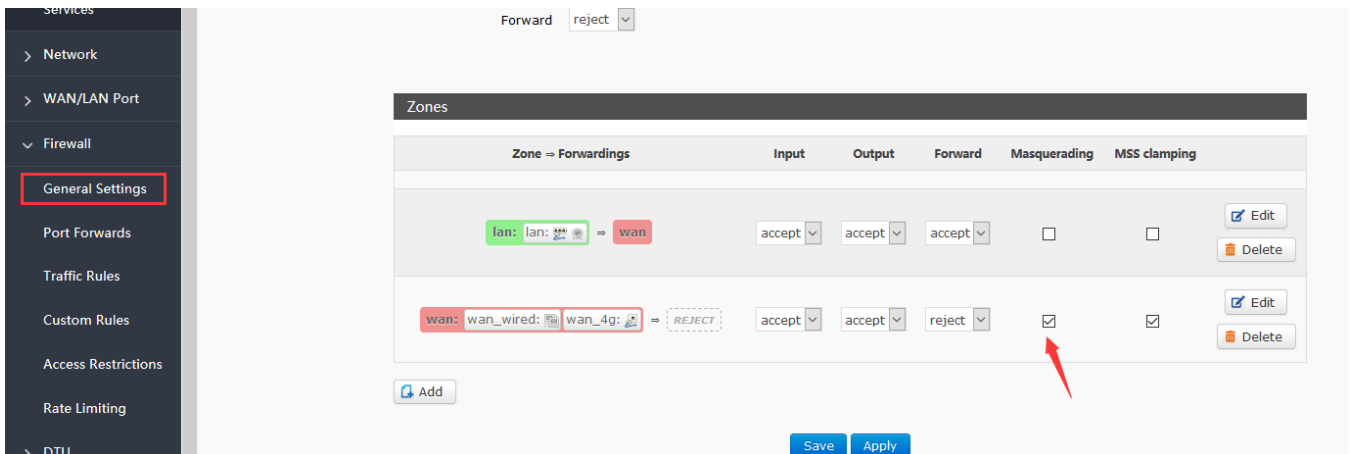 Services
Network
WAN/LAN Port
Firewall
General Settings
Port Forwards
Traffic Rules
Custom Rules
Access Restrictions
Rate Limiting
DTU
Forward reject
Zones
Zone ⇒ Forwardings Input Output Forward Masquerading MSS clamping
lan: lan: ⇒ wan accept accept accept
Edit
Delete
wan: wan_wired: wan_4g: ⇒ REJECT accept accept reject
Edit
Delete
Add
Save Apply